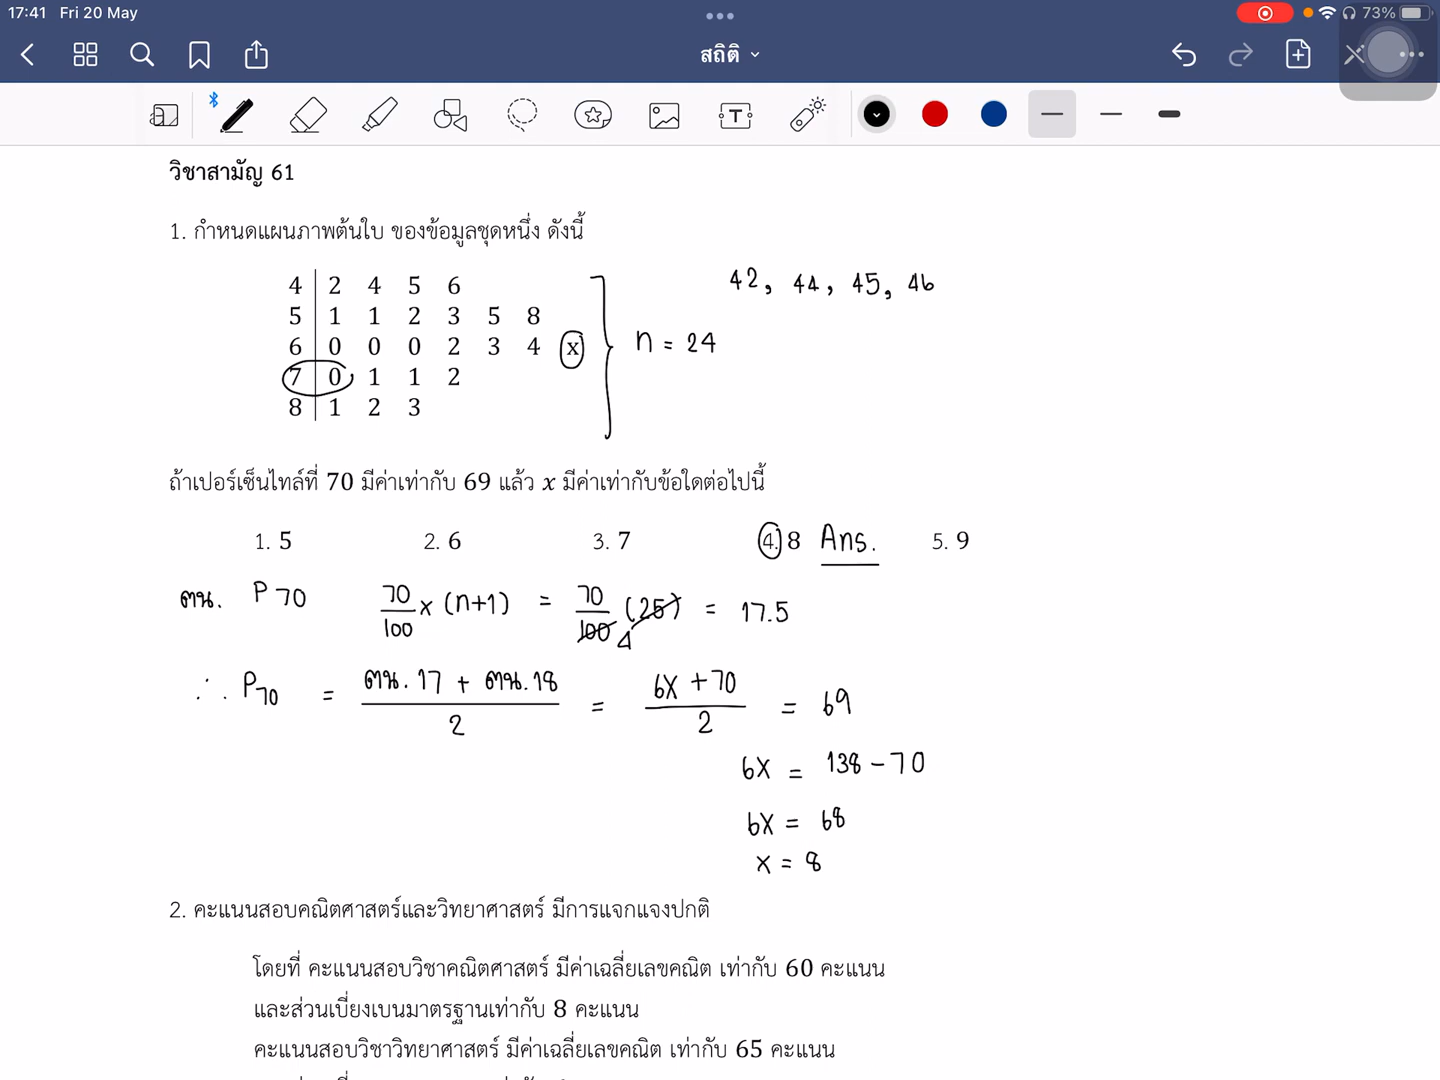 17:41 Fri 20 May 73%
สถิติ
วิชาสามัญ 61
1. กำหนดแผนภาพต้นใบ ของข้อมูลชุดหนึ่ง ดังนี้
42, 44, 45, 46
4 2 4 5 6
5 1 1 2 3 5 8
6 0 0 0 2 3 4 x
n = 24
7 0 1 1 2
8 1 2 3
ถ้าเปอร์เซ็นไทล์ที่ 70 มีค่าเท่ากับ 69 แล้ว x มีค่าเท่ากับข้อใดต่อไปนี้
1. 5 2. 6 3. 7 4. 8 Ans. 5. 9
ตน. P70 70/100 x (n+1) = 70/100 (25) = 17.5
4
∴ P70 = ตน.17 + ตน.18 / 2 = 6x + 70 / 2 = 69
6x = 138 - 70
6x = 68
x = 8
2. คะแนนสอบคณิตศาสตร์และวิทยาศาสตร์ มีการแจกแจงปกติ
โดยที่ คะแนนสอบวิชาคณิตศาสตร์ มีค่าเฉลี่ยเลขคณิต เท่ากับ 60 คะแนน
และส่วนเบี่ยงเบนมาตรฐานเท่ากับ 8 คะแนน
คะแนนสอบวิชาวิทยาศาสตร์ มีค่าเฉลี่ยเลขคณิต เท่ากับ 65 คะแนน